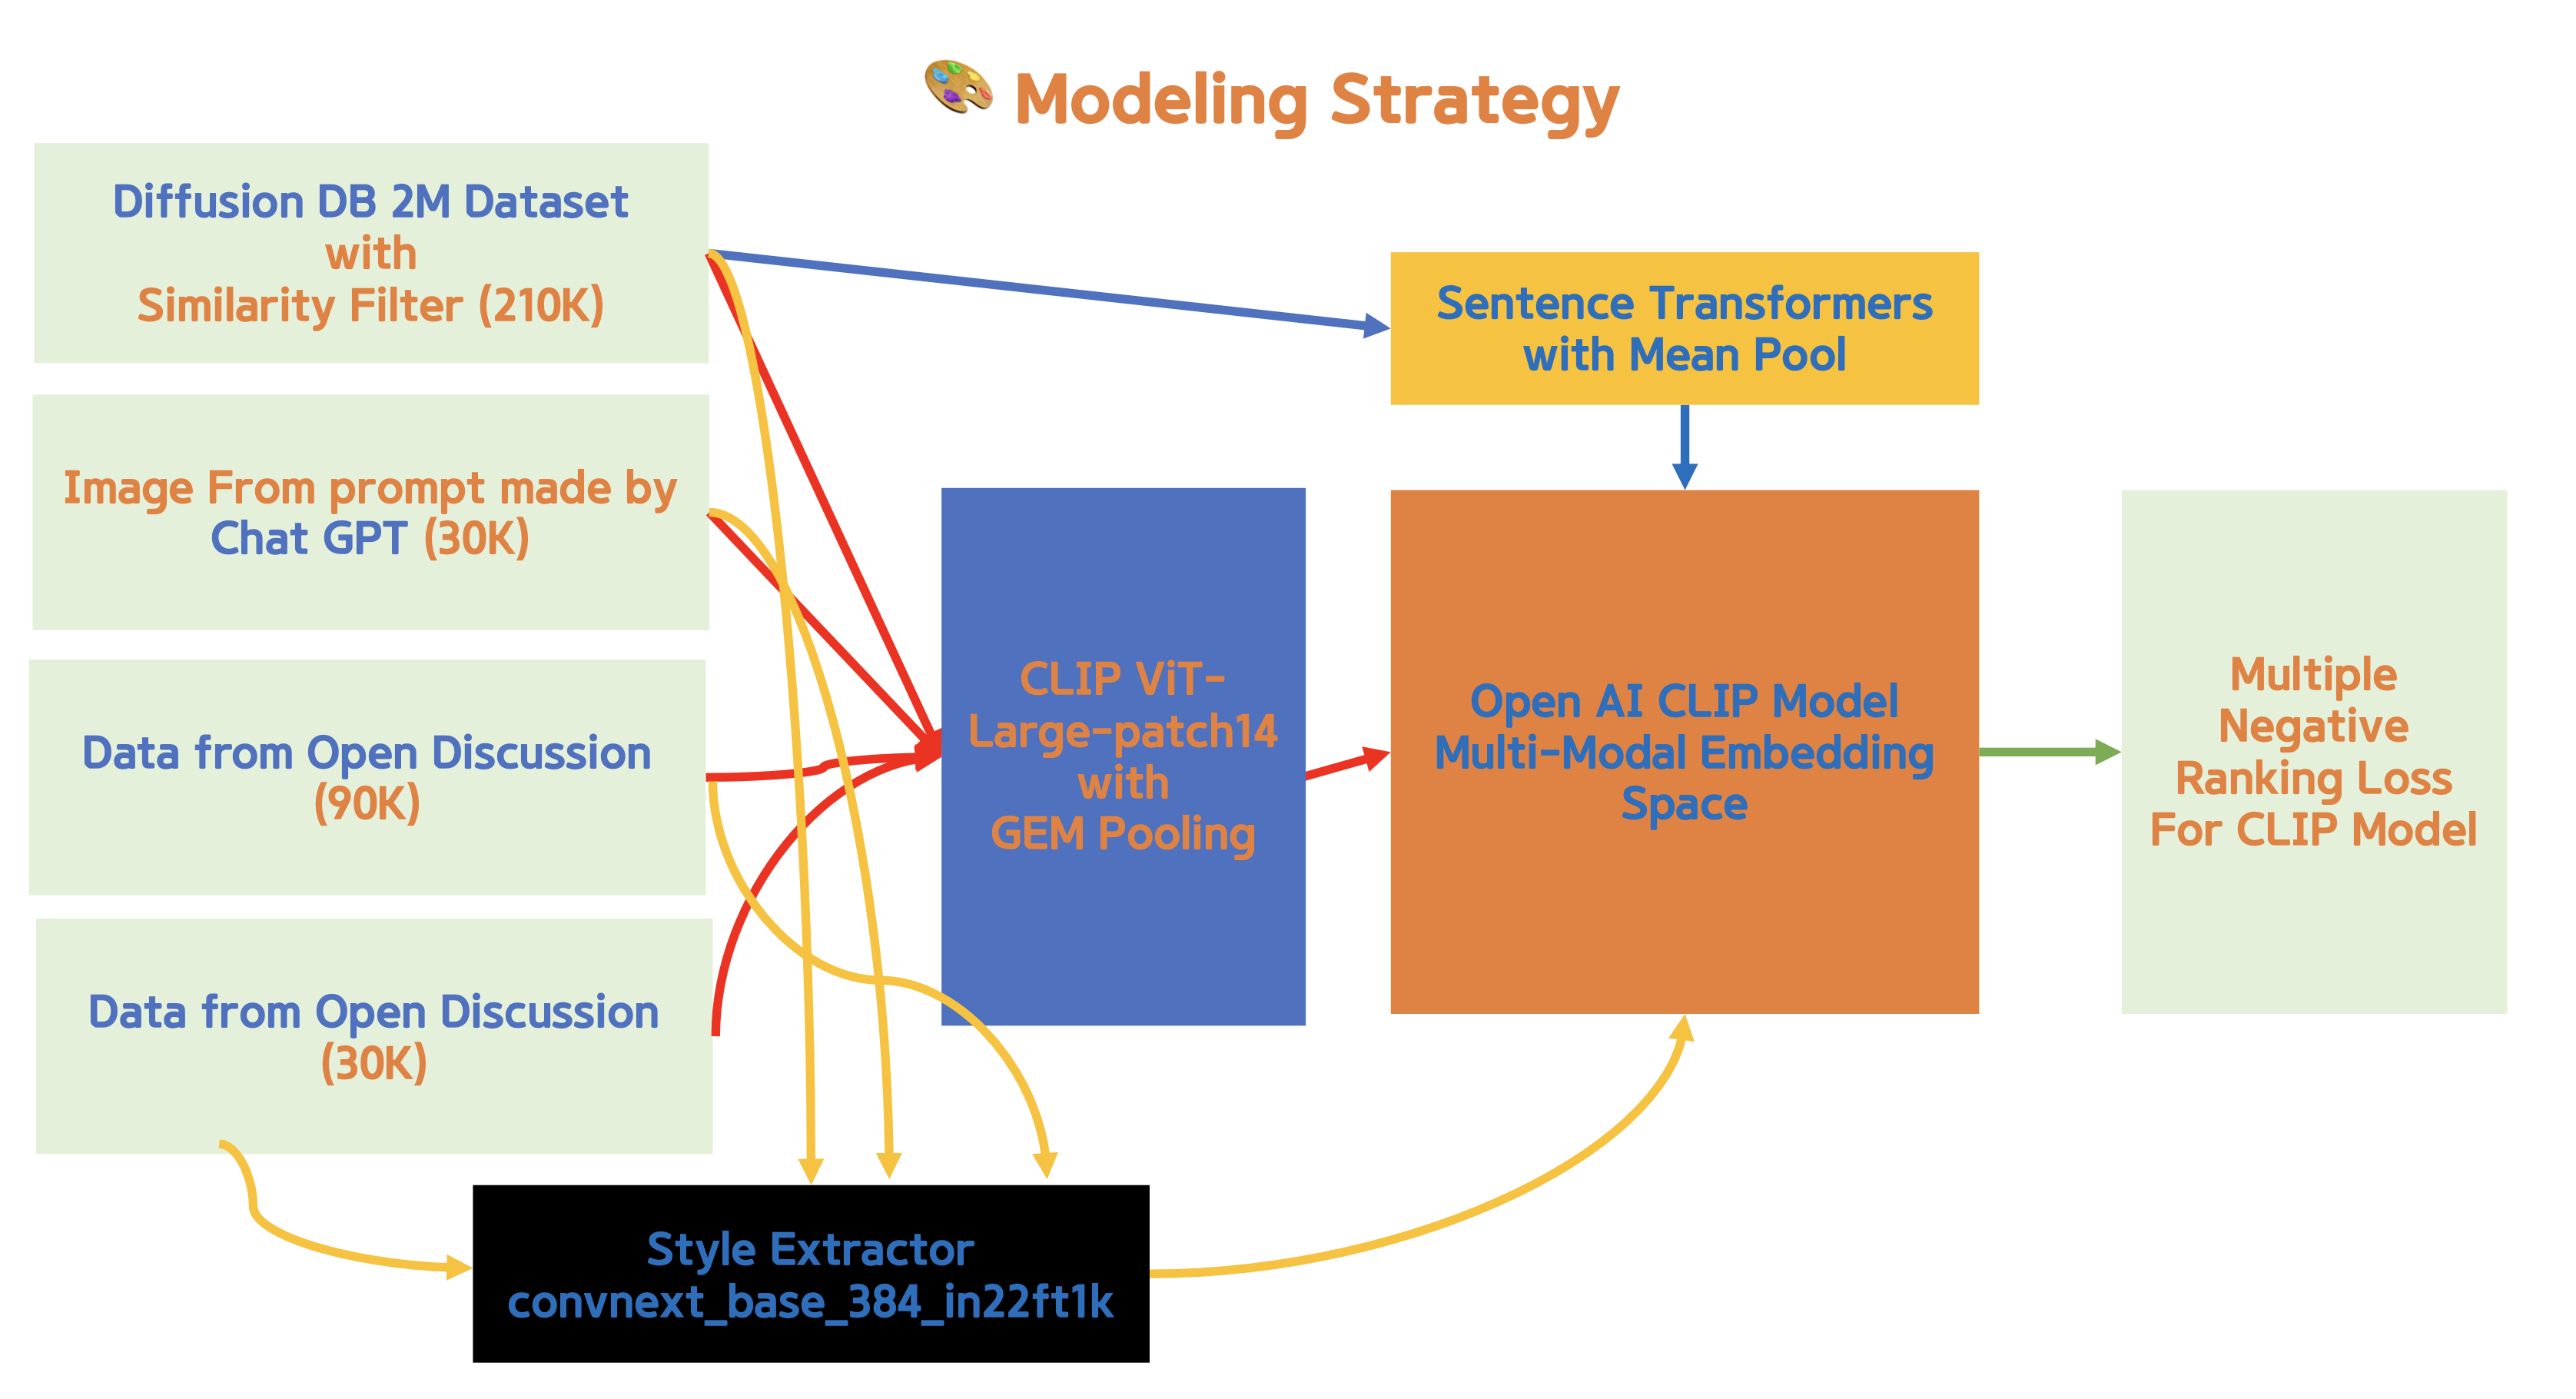 Modeling Strategy
Diffusion DB 2M Dataset
with
Similarity Filter (210K)
Image From prompt made by
Chat GPT (30K)
Data from Open Discussion
(90K)
Data from Open Discussion
(30K)
Sentence Transformers
with Mean Pool
CLIP ViT-
Large-patch14
with
GEM Pooling
Open AI CLIP Model
Multi-Modal Embedding
Space
Multiple
Negative
Ranking Loss
For CLIP Model
Style Extractor
convnext_base_384_in22ft1k